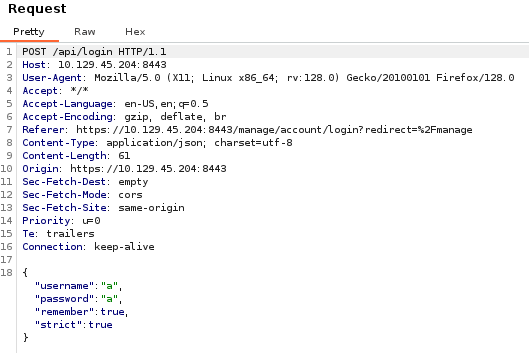 Request
Pretty Raw Hex
1 POST /api/login HTTP/1.1
2 Host: 10.129.45.204:8443
3 User-Agent: Mozilla/5.0 (X11; Linux x86_64; rv:128.0) Gecko/20100101 Firefox/128.0
4 Accept: */*
5 Accept-Language: en-US,en;q=0.5
6 Accept-Encoding: gzip, deflate, br
7 Referer: https://10.129.45.204:8443/manage/account/login?redirect=%2Fmanage
8 Content-Type: application/json; charset=utf-8
9 Content-Length: 61
10 Origin: https://10.129.45.204:8443
11 Sec-Fetch-Dest: empty
12 Sec-Fetch-Mode: cors
13 Sec-Fetch-Site: same-origin
14 Priority: u=0
15 Te: trailers
16 Connection: keep-alive
17
18 {
"username":"a",
"password":"a",
"remember":true,
"strict":true
}